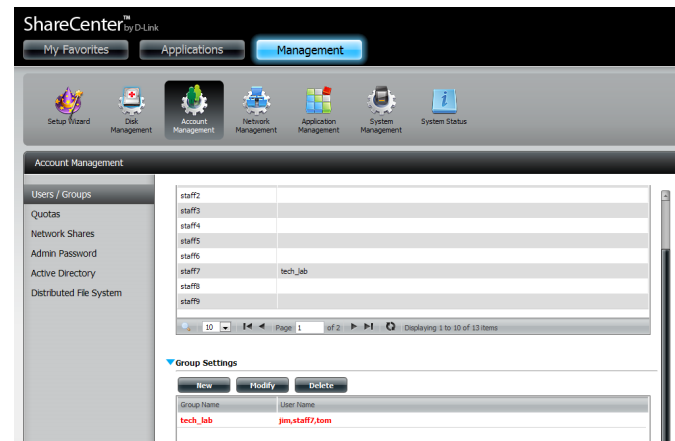 ShareCenter™ by D-Link
My Favorites Applications Management
Setup Wizard
Disk Management
Account Management
Network Management
Application Management
System Management
System Status
Account Management
Users / Groups
Quotas
Network Shares
Admin Password
Active Directory
Distributed File System
staff2
staff3
staff4
staff5
staff6
staff7 tech_lab
staff8
staff9
10 Page 1 of 2 Displaying 1 to 10 of 13 items
Group Settings
New Modify Delete
Group Name User Name
tech_lab jim,staff7,tom